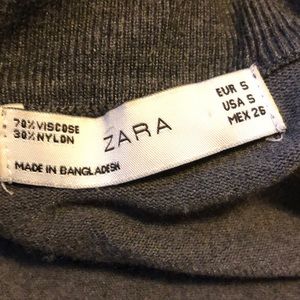 70% VISCOSE
30% NYLON
MADE IN BANGLADESH
ZARA
EUR S
USA S
MEX 26